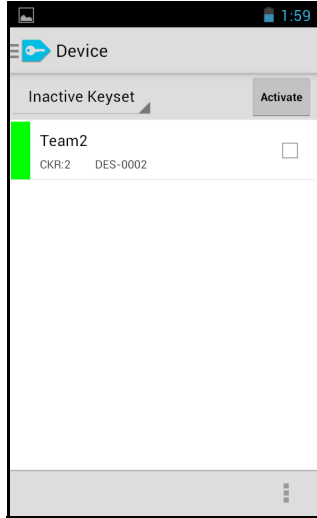 1:59
Device
Inactive Keyset
Activate
Team2
CKR:2 DES-0002